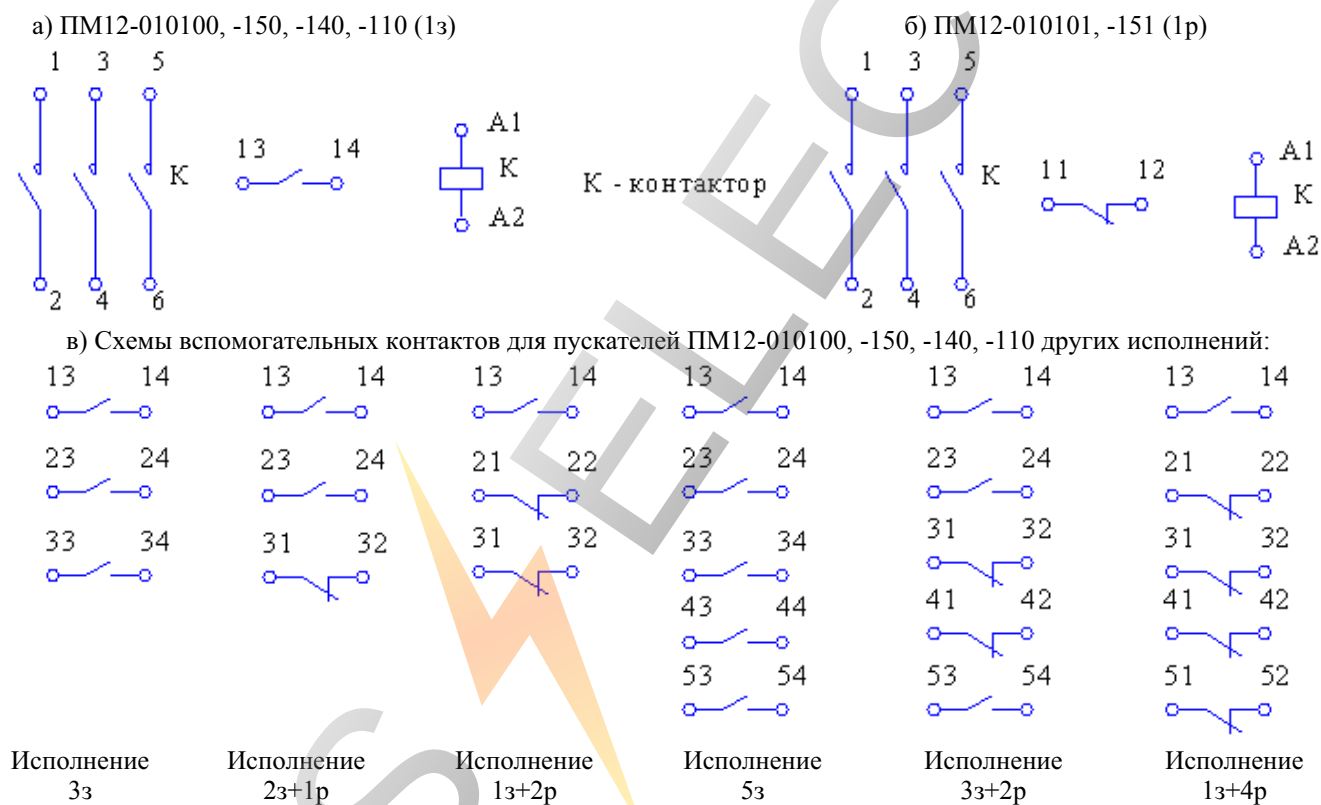 а) ПМ12-010100, -150, -140, -110 (1з)
б) ПМ12-010101, -151 (1р)
1 3 5
1 3 5
13 14
А1
К
К
А2
К - контактор
11 12
А1
К
К
А2
2 4 6
2 4 6
в) Схемы вспомогательных контактов для пускателей ПМ12-010100, -150, -140, -110 других исполнений:
13 14 13 14 13 14 13 14 13 14 13 14
23 24 23 24 21 22 23 24 23 24 21 22
33 34 31 32 31 32 33 34 31 32 31 32
43 44 41 42 41 42
53 54 53 54 51 52
Исполнение Исполнение Исполнение Исполнение Исполнение Исполнение
3з 2з+1р 1з+2р 5з 3з+2р 1з+4р
S ELEC